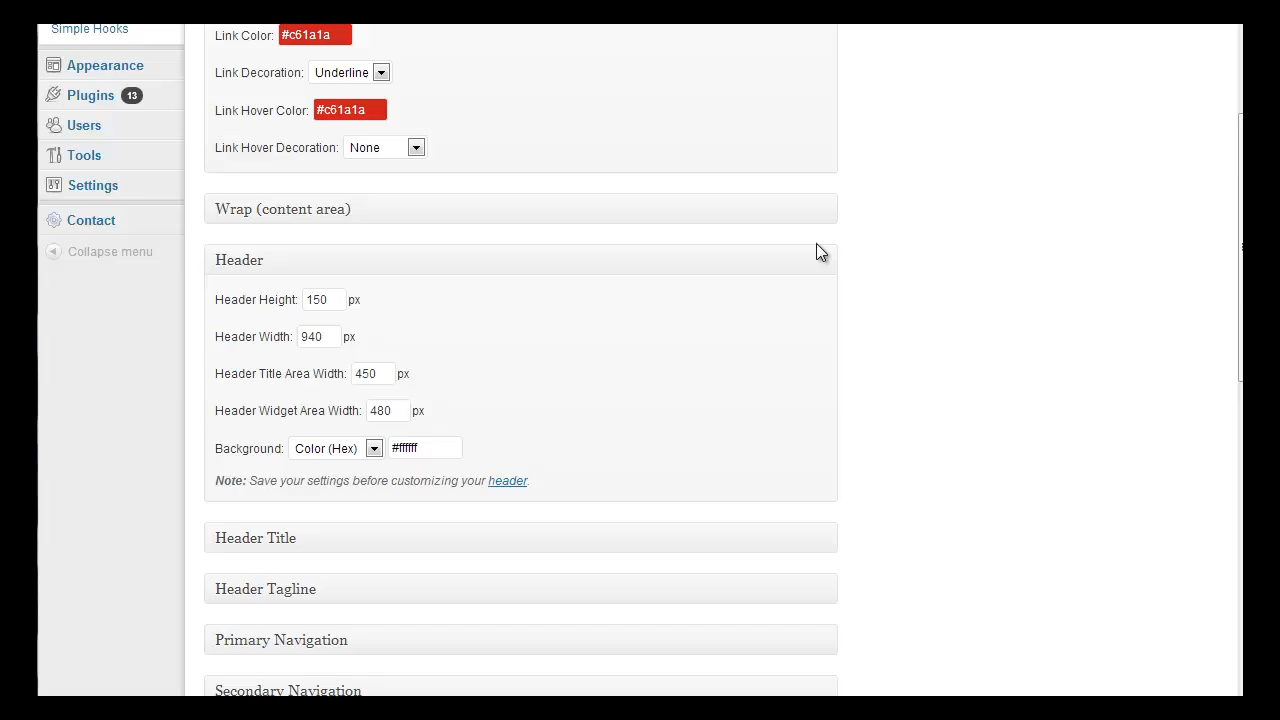 Simple Hooks
Link Color: #c61a1a
Appearance
Link Decoration: Underline
Plugins 13
Link Hover Color: #c61a1a
Users
Link Hover Decoration: None
Tools
Settings
Wrap (content area)
Contact
Collapse menu
Header
Header Height: 150 px
Header Width: 940 px
Header Title Area Width: 450 px
Header Widget Area Width: 480 px
Background: Color (Hex) #ffffff
Note: Save your settings before customizing your header.
Header Title
Header Tagline
Primary Navigation
Secondary Navigation